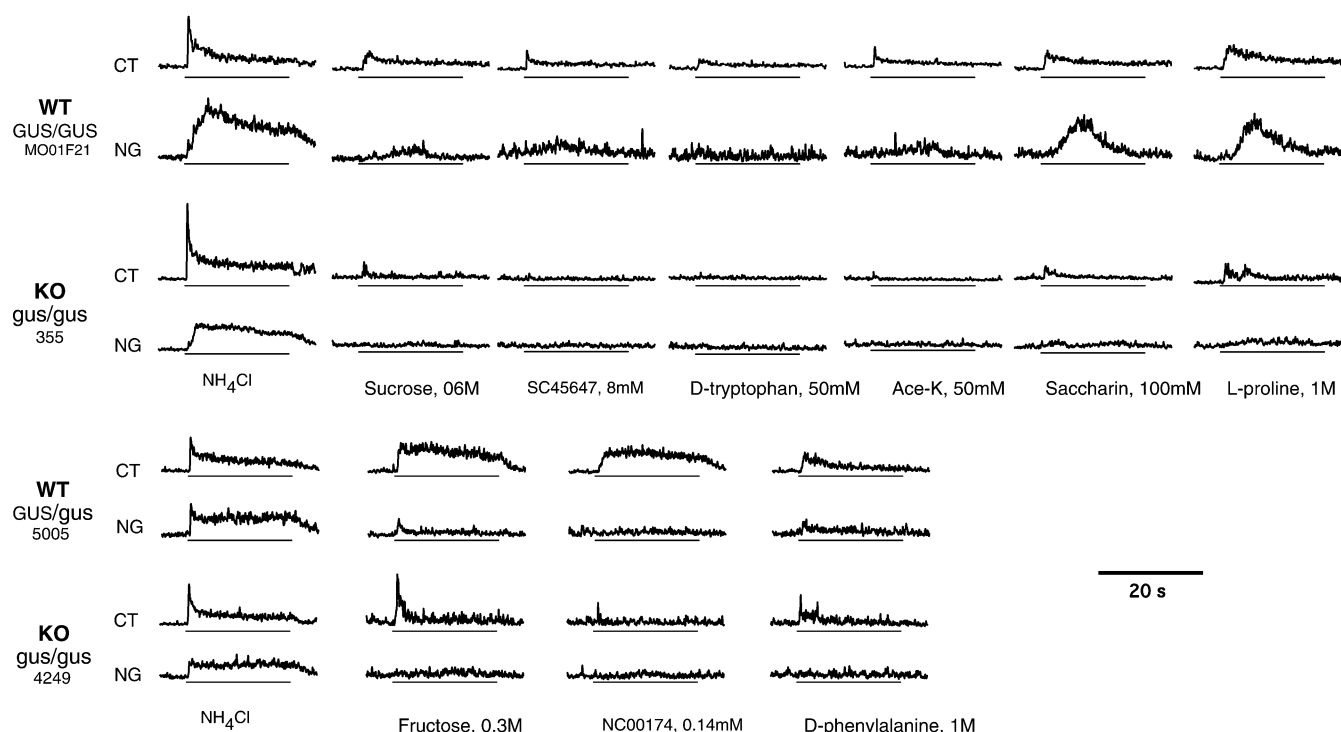 CT
WT
GUS/GUS
MO01F21
NG
CT
KO
gus/gus
355
NG
NH4Cl Sucrose, 06M SC45647, 8mM D-tryptophan, 50mM Ace-K, 50mM Saccharin, 100mM L-proline, 1M
CT
WT
GUS/gus
5005
NG
20 s
CT
KO
gus/gus
4249
NG
NH4Cl Fructose, 0.3M NC00174, 0.14mM D-phenylalanine, 1M